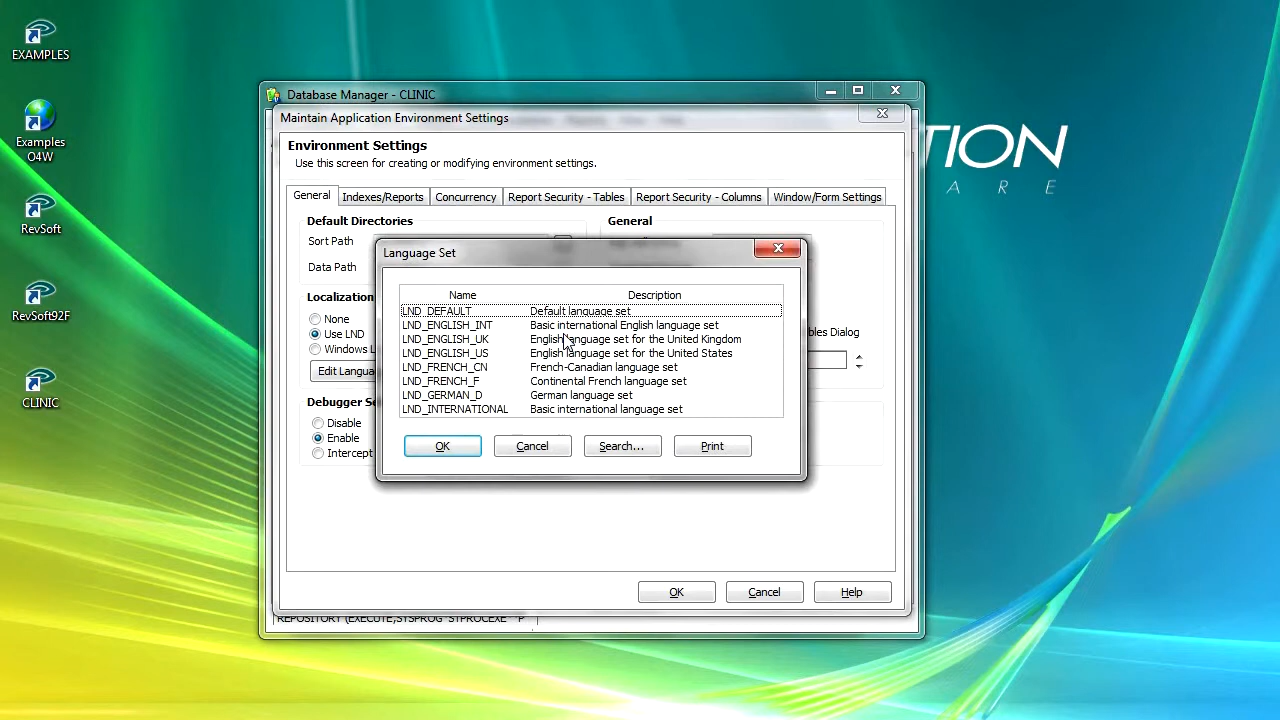 EXAMPLES
Examples
O4W
RevSoft
RevSoft92F
CLINIC
TION
A R E
Database Manager - CLINIC
Maintain Application Environment Settings
Environment Settings
Use this screen for creating or modifying environment settings.
General
Indexes/Reports
Concurrency
Report Security - Tables
Report Security - Columns
Window/Form Settings
Default Directories
General
Sort Path
Data Path
Localization
None
Use LND
Windows L
Edit Langua
Debugger Se
Disable
Enable
Intercept
bles Dialog
Language Set
Name Description
LND_DEFAULT Default language set
LND_ENGLISH_INT Basic international English language set
LND_ENGLISH_UK English language set for the United Kingdom
LND_ENGLISH_US English language set for the United States
LND_FRENCH_CN French-Canadian language set
LND_FRENCH_F Continental French language set
LND_GERMAN_D German language set
LND_INTERNATIONAL Basic international language set
OK Cancel Search... Print
OK Cancel Help
REPOSITORY (EXECUTE,SYSPROG